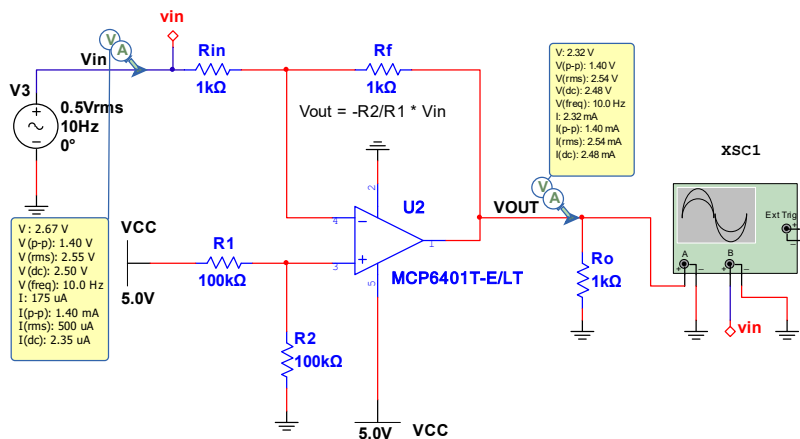 vin
V
A
Vin
Rin
1kΩ
Rf
1kΩ
Vout = -R2/R1 * Vin
V3
0.5Vrms
10Hz
0°
V: 2.32 V
V(p-p): 1.40 V
V(rms): 2.54 V
V(dc): 2.48 V
V(freq): 10.0 Hz
I: 2.32 mA
I(p-p): 1.40 mA
I(rms): 2.54 mA
I(dc): 2.48 mA
XSC1
Ext Trig
+
−
A
B
+ −
+ −
vin
V
A
VOUT
2
U2
4
3
1
5
MCP6401T-E/LT
Ro
1kΩ
V: 2.67 V
V(p-p): 1.40 V
V(rms): 2.55 V
V(dc): 2.50 V
V(freq): 10.0 Hz
I: 175 uA
I(p-p): 1.40 mA
I(rms): 500 uA
I(dc): 2.35 uA
VCC
5.0V
R1
100kΩ
R2
100kΩ
VCC
5.0V